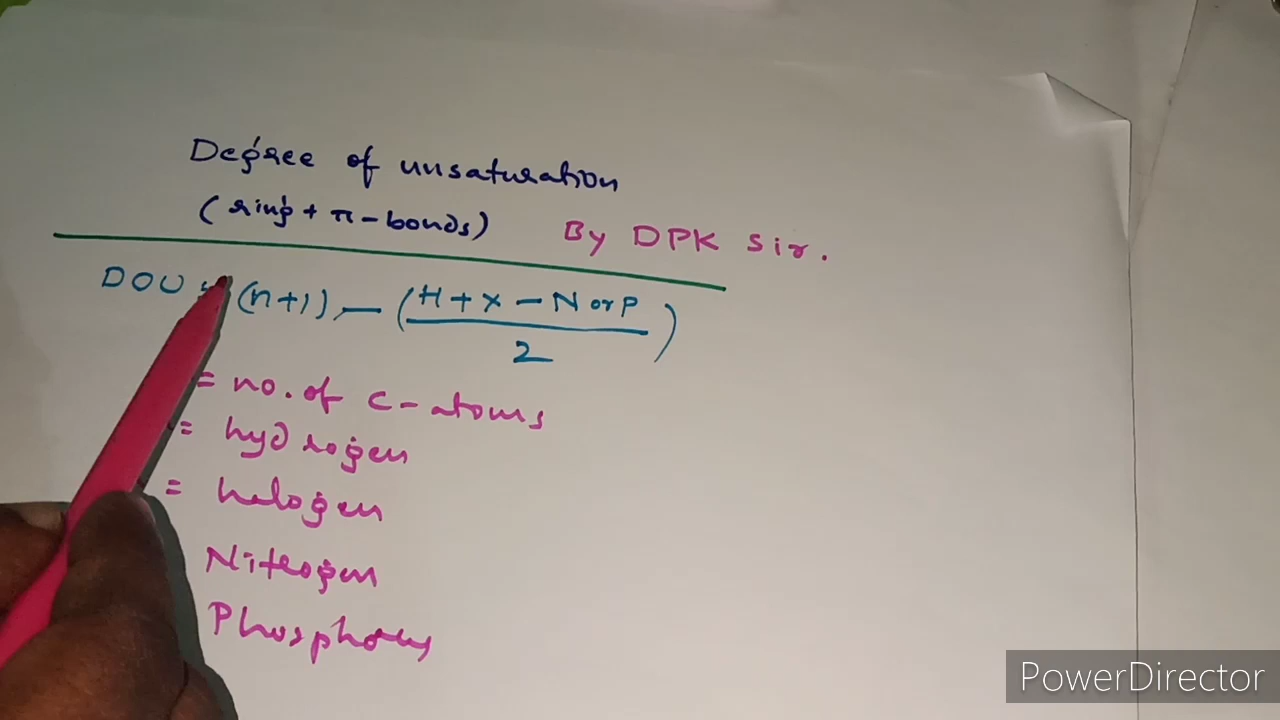 Degree of unsaturation
(ring + π - bonds) By DPK Sir.
DOU (n+1) - (H + X - N or P / 2)
= no. of C - atoms
= hydrogen
= halogen
Nitrogen
Phosphorus
PowerDirector